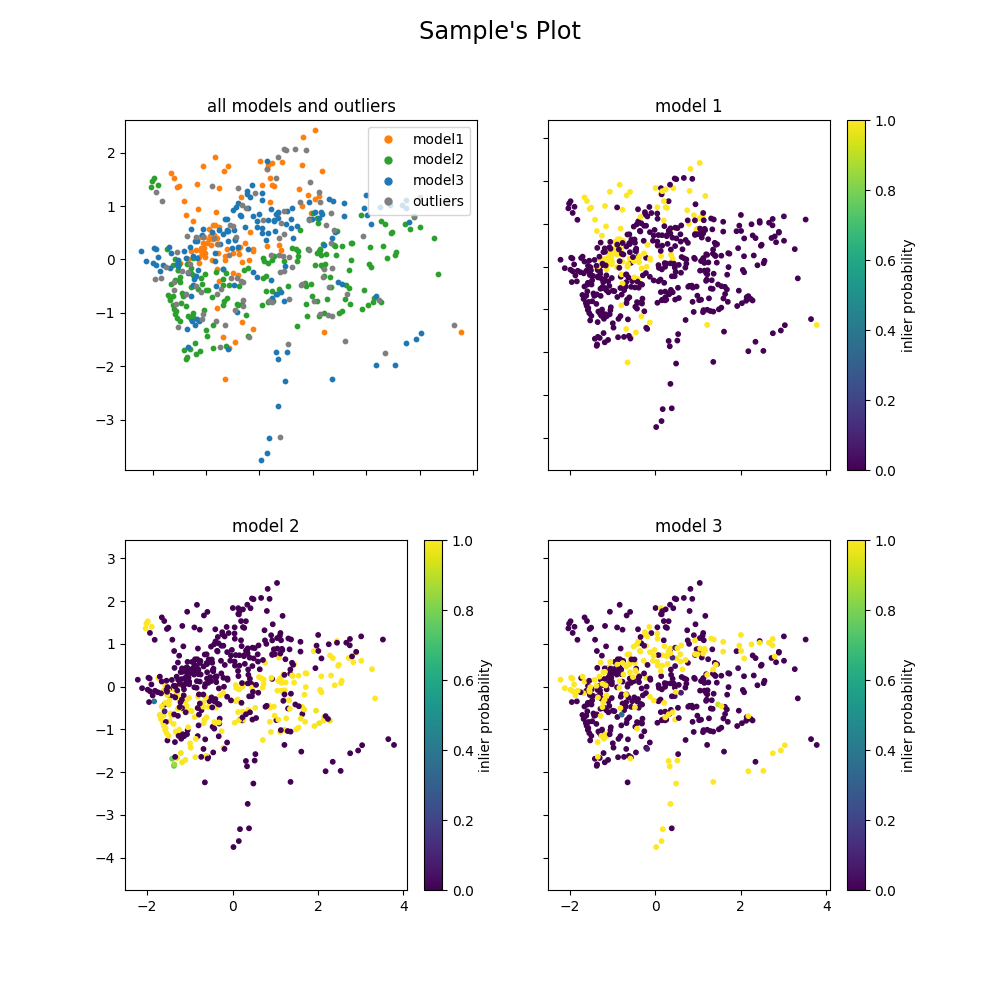 Sample's Plot
all models and outliers
model1
model2
model3
outliers
2
1
0
−1
−2
−3
model 1
1.0
0.8
0.6
0.4
0.2
0.0
inlier probability
model 2
3
2
1
0
−1
−2
−3
−4
−2 0 2 4
1.0
0.8
0.6
0.4
0.2
0.0
inlier probability
model 3
−2 0 2 4
1.0
0.8
0.6
0.4
0.2
0.0
inlier probability